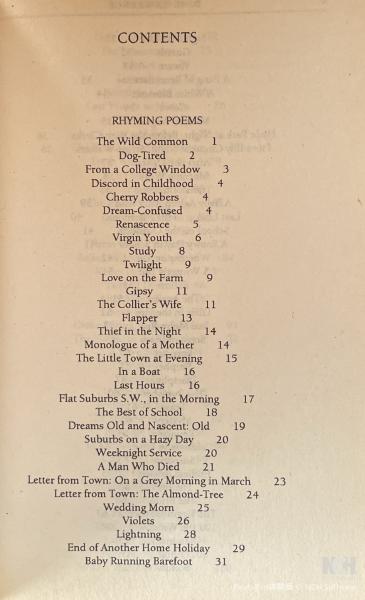 CONTENTS
RHYMING POEMS
The Wild Common 1
Dog-Tired 2
From a College Window 3
Discord in Childhood 4
Cherry Robbers 4
Dream-Confused 4
Renascence 5
Virgin Youth 6
Study 8
Twilight 9
Love on the Farm 9
Gipsy 11
The Collier's Wife 11
Flapper 13
Thief in the Night 14
Monologue of a Mother 14
The Little Town at Evening 15
In a Boat 16
Last Hours 16
Flat Suburbs S.W., in the Morning 17
The Best of School 18
Dreams Old and Nascent: Old 19
Suburbs on a Hazy Day 20
Weeknight Service 20
A Man Who Died 21
Letter from Town: On a Grey Morning in March 23
Letter from Town: The Almond-Tree 24
Wedding Morn 25
Violets 26
Lightning 28
End of Another Home Holiday 29
Baby Running Barefoot 31